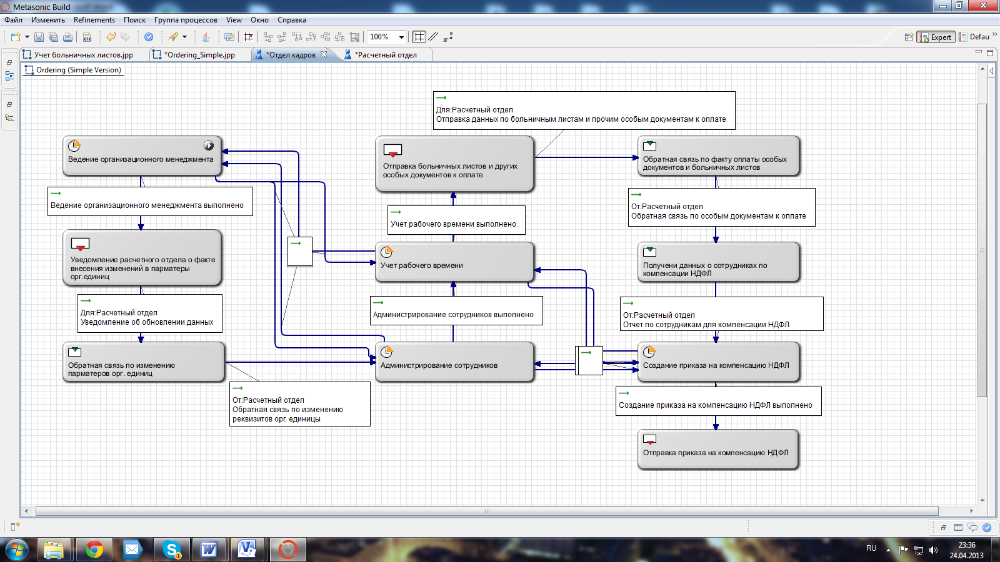 Metasonic Build
Файл Изменить Refinements Поиск Группа процессов View Окно Справка
100%
Expert
Defau
Учет больничных листов.jpp
*Ordering_Simple.jpp
*Отдел кадров
*Расчетный отдел
Ordering (Simple Version)
Для:Расчетный отдел
Отправка данных по больничным листам и прочим особым документам к оплате
Ведение организационного менеджмента
Отправка больничных листов и других
особых документов к оплате
Обратная связь по факту оплаты особых
документов и больничных листов
Ведение организационного менеджмента выполнено
Учет рабочего времени выполнено
От:Расчетный отдел
Обратная связь по особым документам к оплате
Уведомление расчетного отдела о факте
внесения изменений в парматеры
орг.единиц
Учет рабочего времени
Получени данных о сотрудниках по
компенсации НДФЛ
Для:Расчетный отдел
Уведомление об обновлении данных
Администрирование сотрудников выполнено
От:Расчетный отдел
Отчет по сотрудникам для компенсации НДФЛ
Обратная связь по изменению
парматеров орг. единиц
Администрирование сотрудников
Создание приказа на компенсацию НДФЛ
От:Расчетный отдел
Обратная связь по изменению
реквизитов орг. единицы
Создание приказа на компенсацию НДФЛ выполнено
Отправка приказа на компенсацию НДФЛ
RU
23:36
24.04.2013